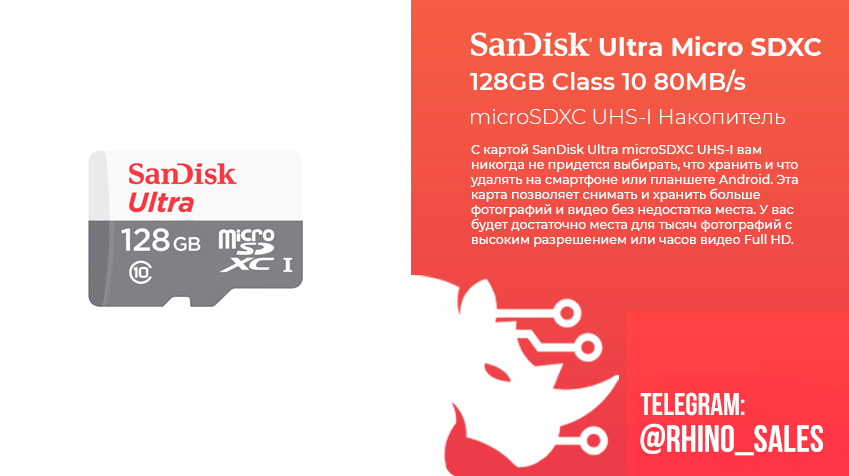 SanDisk
Ultra
128GB
micro
SD
XC I
10
SanDisk® Ultra Micro SDXC
128GB Class 10 80MB/s
microSDXC UHS-I Накопитель
С картой SanDisk Ultra microSDXC UHS-I вам
никогда не придется выбирать, что хранить и что
удалять на смартфоне или планшете Android. Эта
карта позволяет снимать и хранить больше
фотографий и видео без недостатка места. У вас
будет достаточно места для тысяч фотографий с
высоким разрешением или часов видео Full HD.
TELEGRAM:
@RHINO_SALES